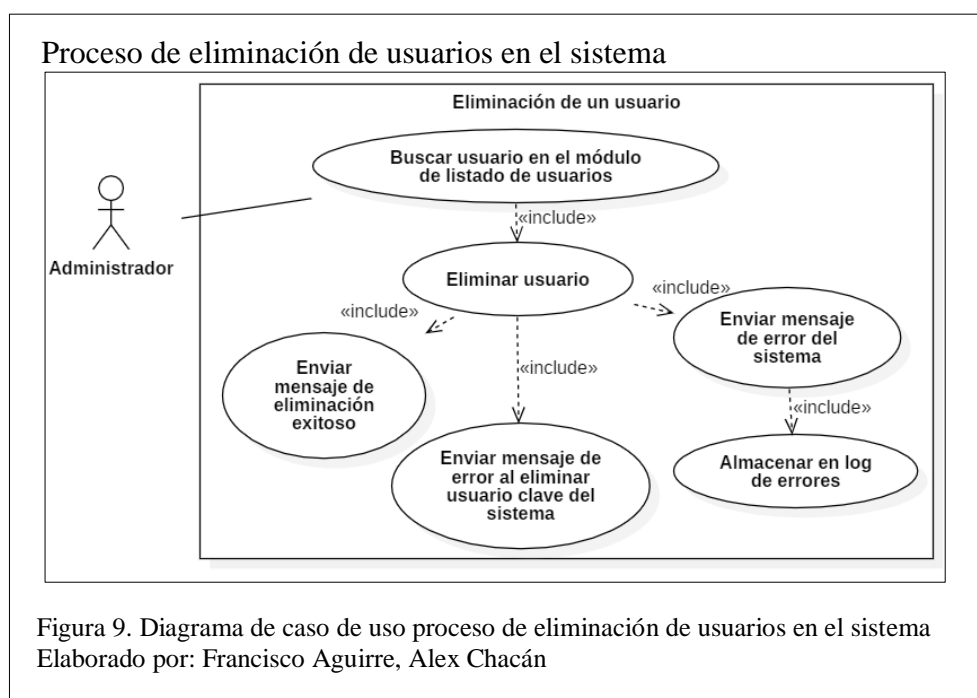 Proceso de eliminación de usuarios en el sistema
Eliminación de un usuario
Buscar usuario en el módulo
de listado de usuarios
«include»
Administrador
Eliminar usuario
«include»
«include»
Enviar mensaje
de error del
sistema
Enviar
mensaje de
eliminación
exitoso
«include»
«include»
Enviar mensaje de
error al eliminar
usuario clave del
sistema
Almacenar en log
de errores
Figura 9. Diagrama de caso de uso proceso de eliminación de usuarios en el sistema
Elaborado por: Francisco Aguirre, Alex Chacán